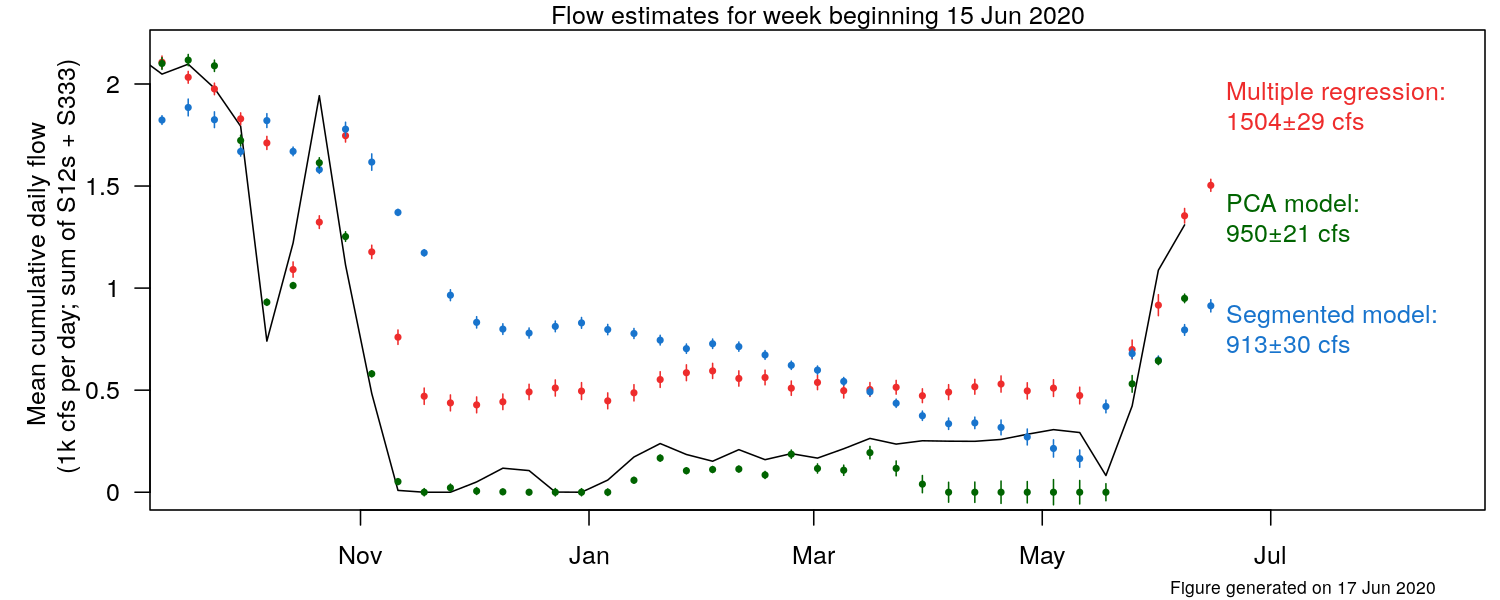 Flow estimates for week beginning 15 Jun 2020
Mean cumulative daily flow
(1k cfs per day; sum of S12s + S333)
2
1.5
1
0.5
0
Multiple regression:
1504±29 cfs
PCA model:
950±21 cfs
Segmented model:
913±30 cfs
Nov
Jan
Mar
May
Jul
Figure generated on 17 Jun 2020